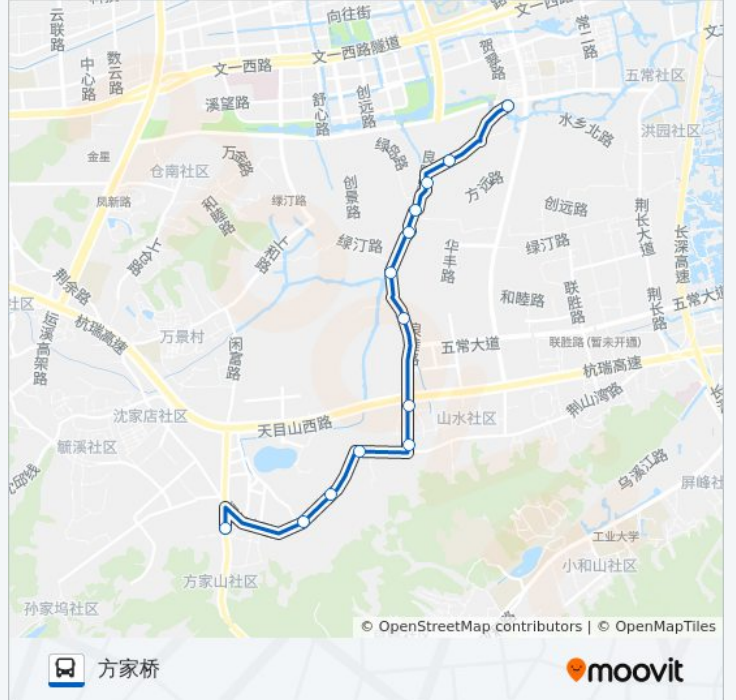 向往街
文一西路
云联路
文一西路隧道
文一西路
数云路
中心路
贺翠路
常二路
五常社区
溪望路
舒心路
创远路
水乡北路
洪园社区
绿岛路
良
金星
仓南社区
创景路
方远路
凤新路
和睦路
绿汀路
创远路
荆长大道
长深高速
上仓路
上和路
绿汀路
华丰路
绿汀路
荆余路
和睦路
联胜路
荆长路
五常大道
社区
运溪高架路
杭瑞高速
万景村
闲富路
五常大道
联胜路 (暂未开通)
杭瑞高速
荆山湾路
沈家店社区
天目山西路
山水社区
毓溪社区
乌溪江路
屏峰社
工业大学
小和山社区
方家山社区
孙家坞社区
© OpenStreetMap contributors | © OpenMapTiles
方家桥
moovit